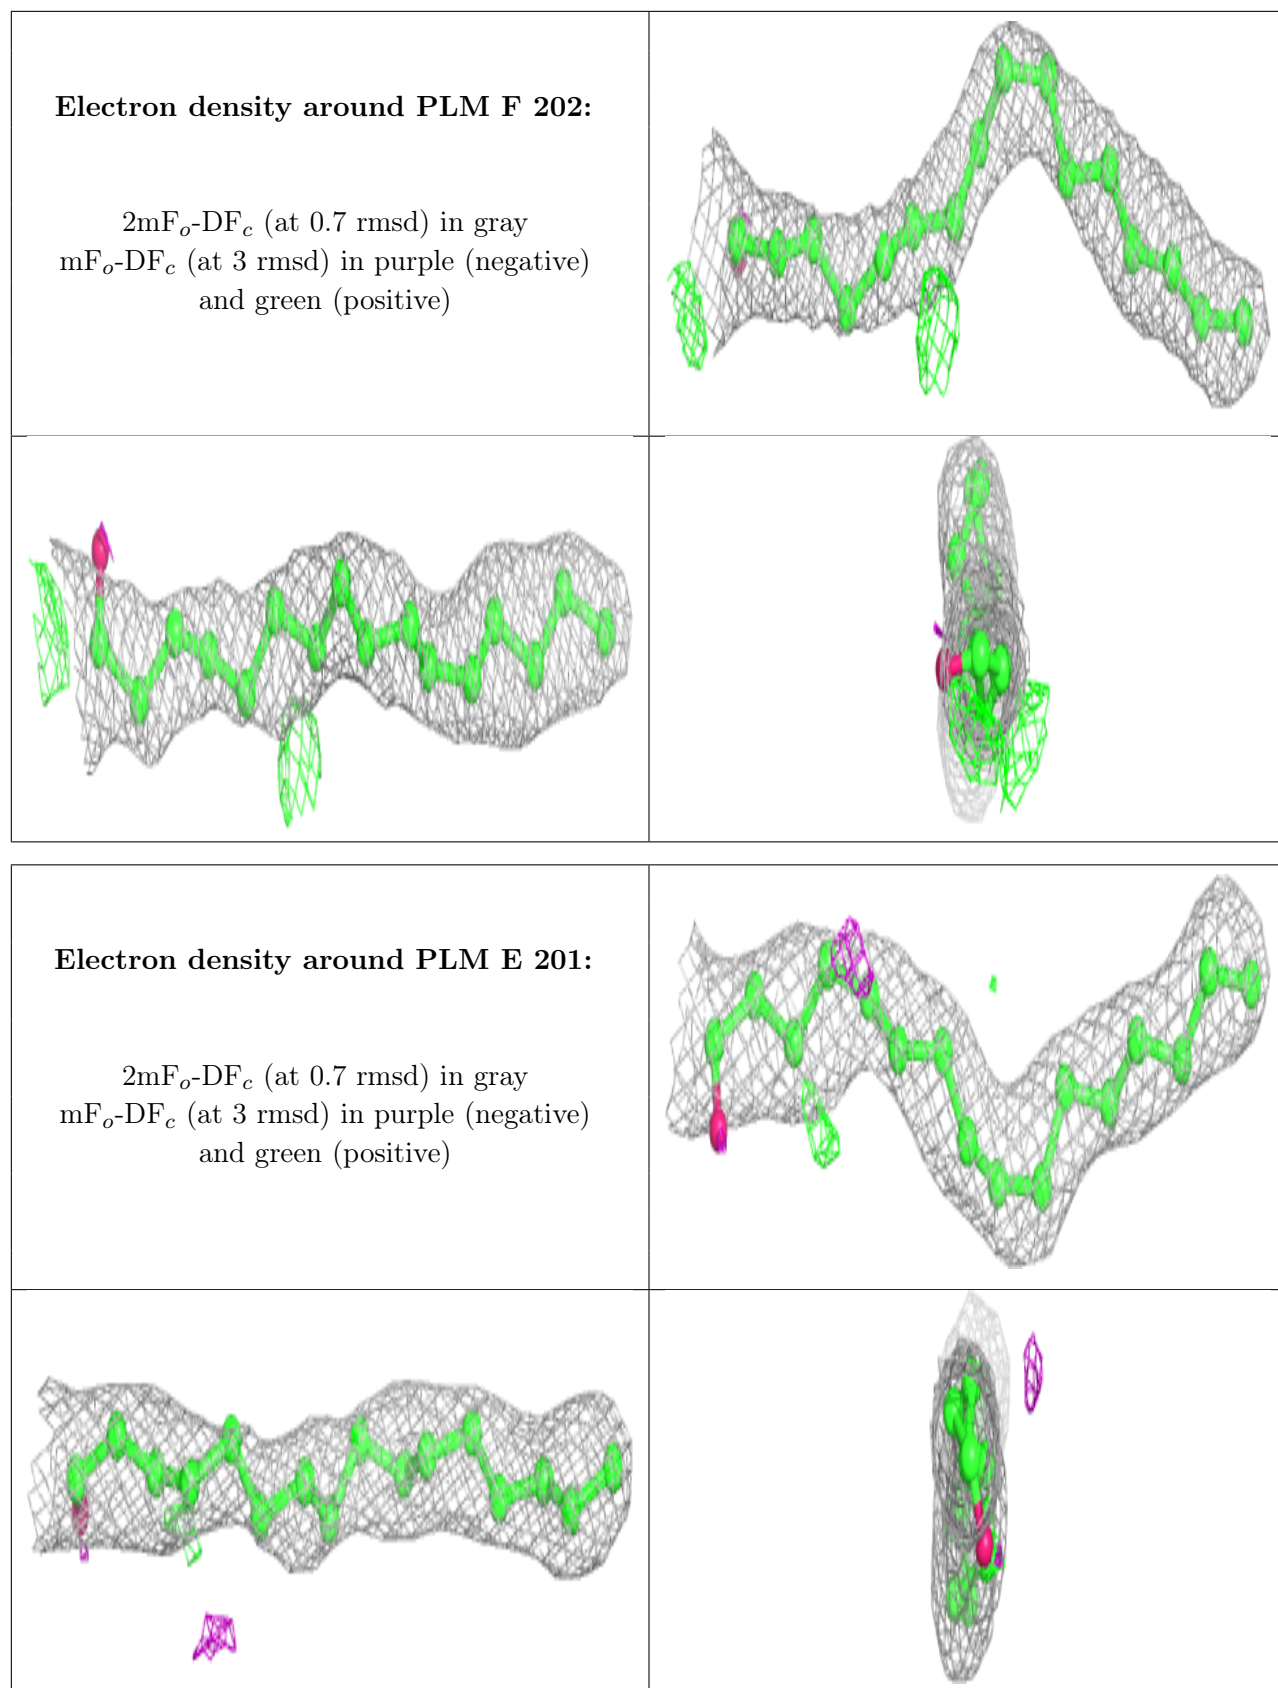 Electron density around PLM F 202:
2mFₒ-DF𝒸 (at 0.7 rmsd) in gray
mFₒ-DF𝒸 (at 3 rmsd) in purple (negative)
and green (positive)
Electron density around PLM E 201:
2mFₒ-DF𝒸 (at 0.7 rmsd) in gray
mFₒ-DF𝒸 (at 3 rmsd) in purple (negative)
and green (positive)